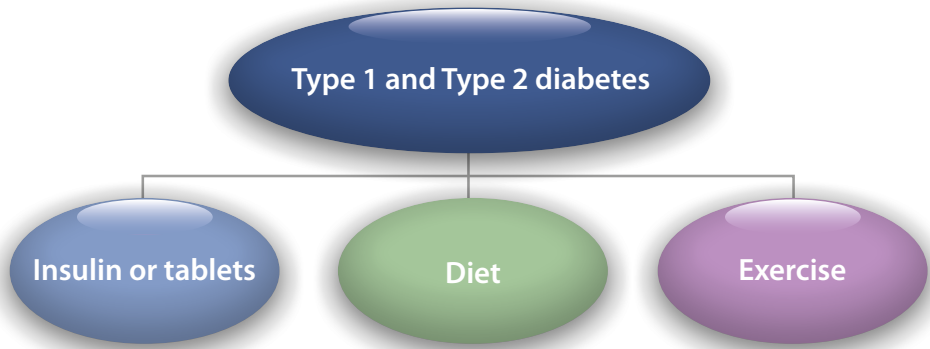 Type 1 and Type 2 diabetes
Insulin or tablets
Diet
Exercise